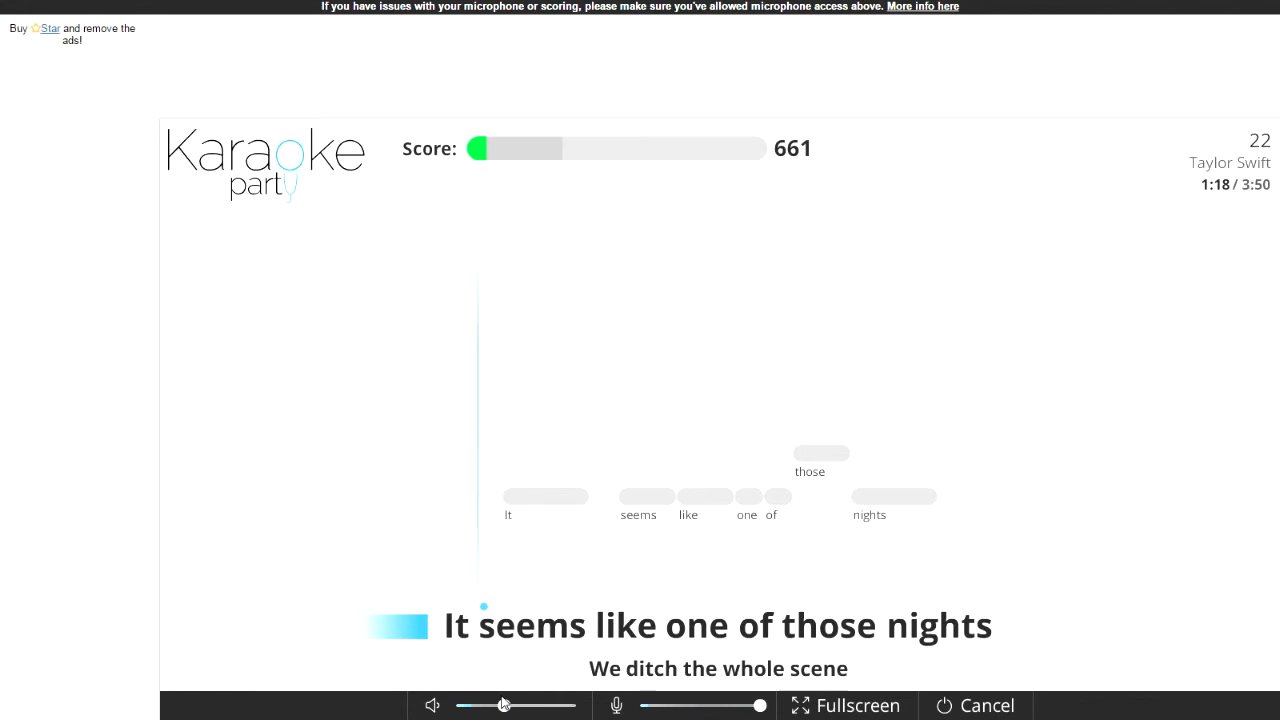 If you have issues with your microphone or scoring, please make sure you've allowed microphone access above. More info here
Buy Star and remove the
ads!
Karaoke
party
Score: 661
22
Taylor Swift
1:18 / 3:50
those
It seems like one of nights
It seems like one of those nights
We ditch the whole scene
Fullscreen Cancel